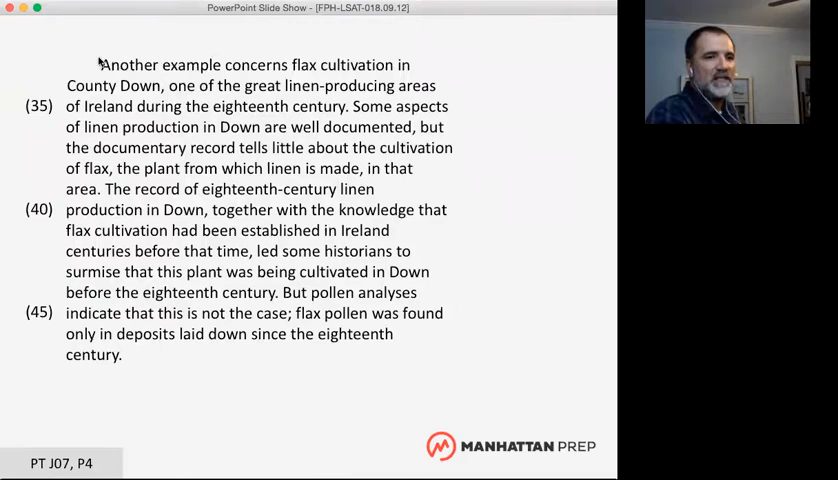 PowerPoint Slide Show - [FPH-LSAT-018.09.12]
Another example concerns flax cultivation in
County Down, one of the great linen-producing areas
(35) of Ireland during the eighteenth century. Some aspects
of linen production in Down are well documented, but
the documentary record tells little about the cultivation
of flax, the plant from which linen is made, in that
area. The record of eighteenth-century linen
(40) production in Down, together with the knowledge that
flax cultivation had been established in Ireland
centuries before that time, led some historians to
surmise that this plant was being cultivated in Down
before the eighteenth century. But pollen analyses
(45) indicate that this is not the case; flax pollen was found
only in deposits laid down since the eighteenth
century.
MANHATTAN PREP
PT J07, P4